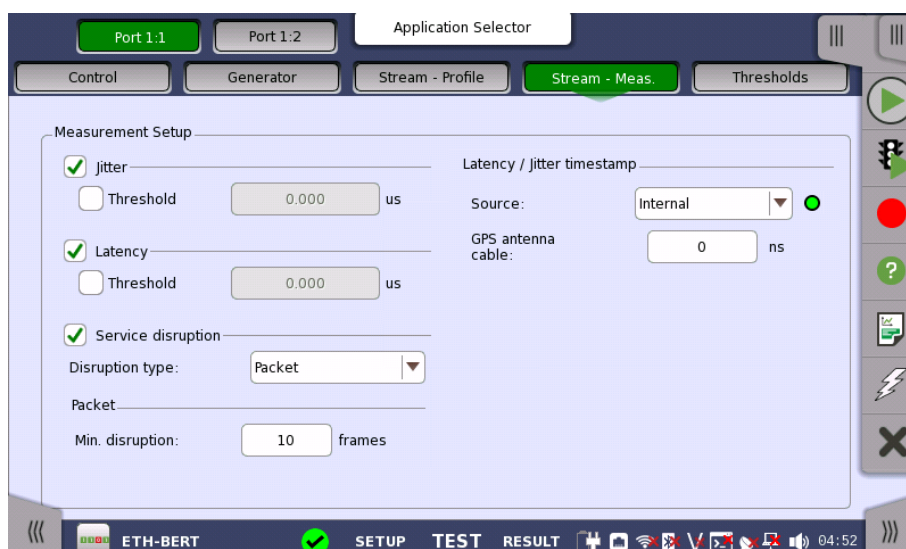 Port 1:1
Port 1:2
Application Selector
Control
Generator
Stream - Profile
Stream - Meas.
Thresholds
Measurement Setup
Jitter
Threshold 0.000 us
Latency
Threshold 0.000 us
Service disruption
Disruption type: Packet
Packet
Min. disruption: 10 frames
Latency / Jitter timestamp
Source: Internal
GPS antenna
cable: 0 ns
ETH-BERT
SETUP
TEST
RESULT
04:52